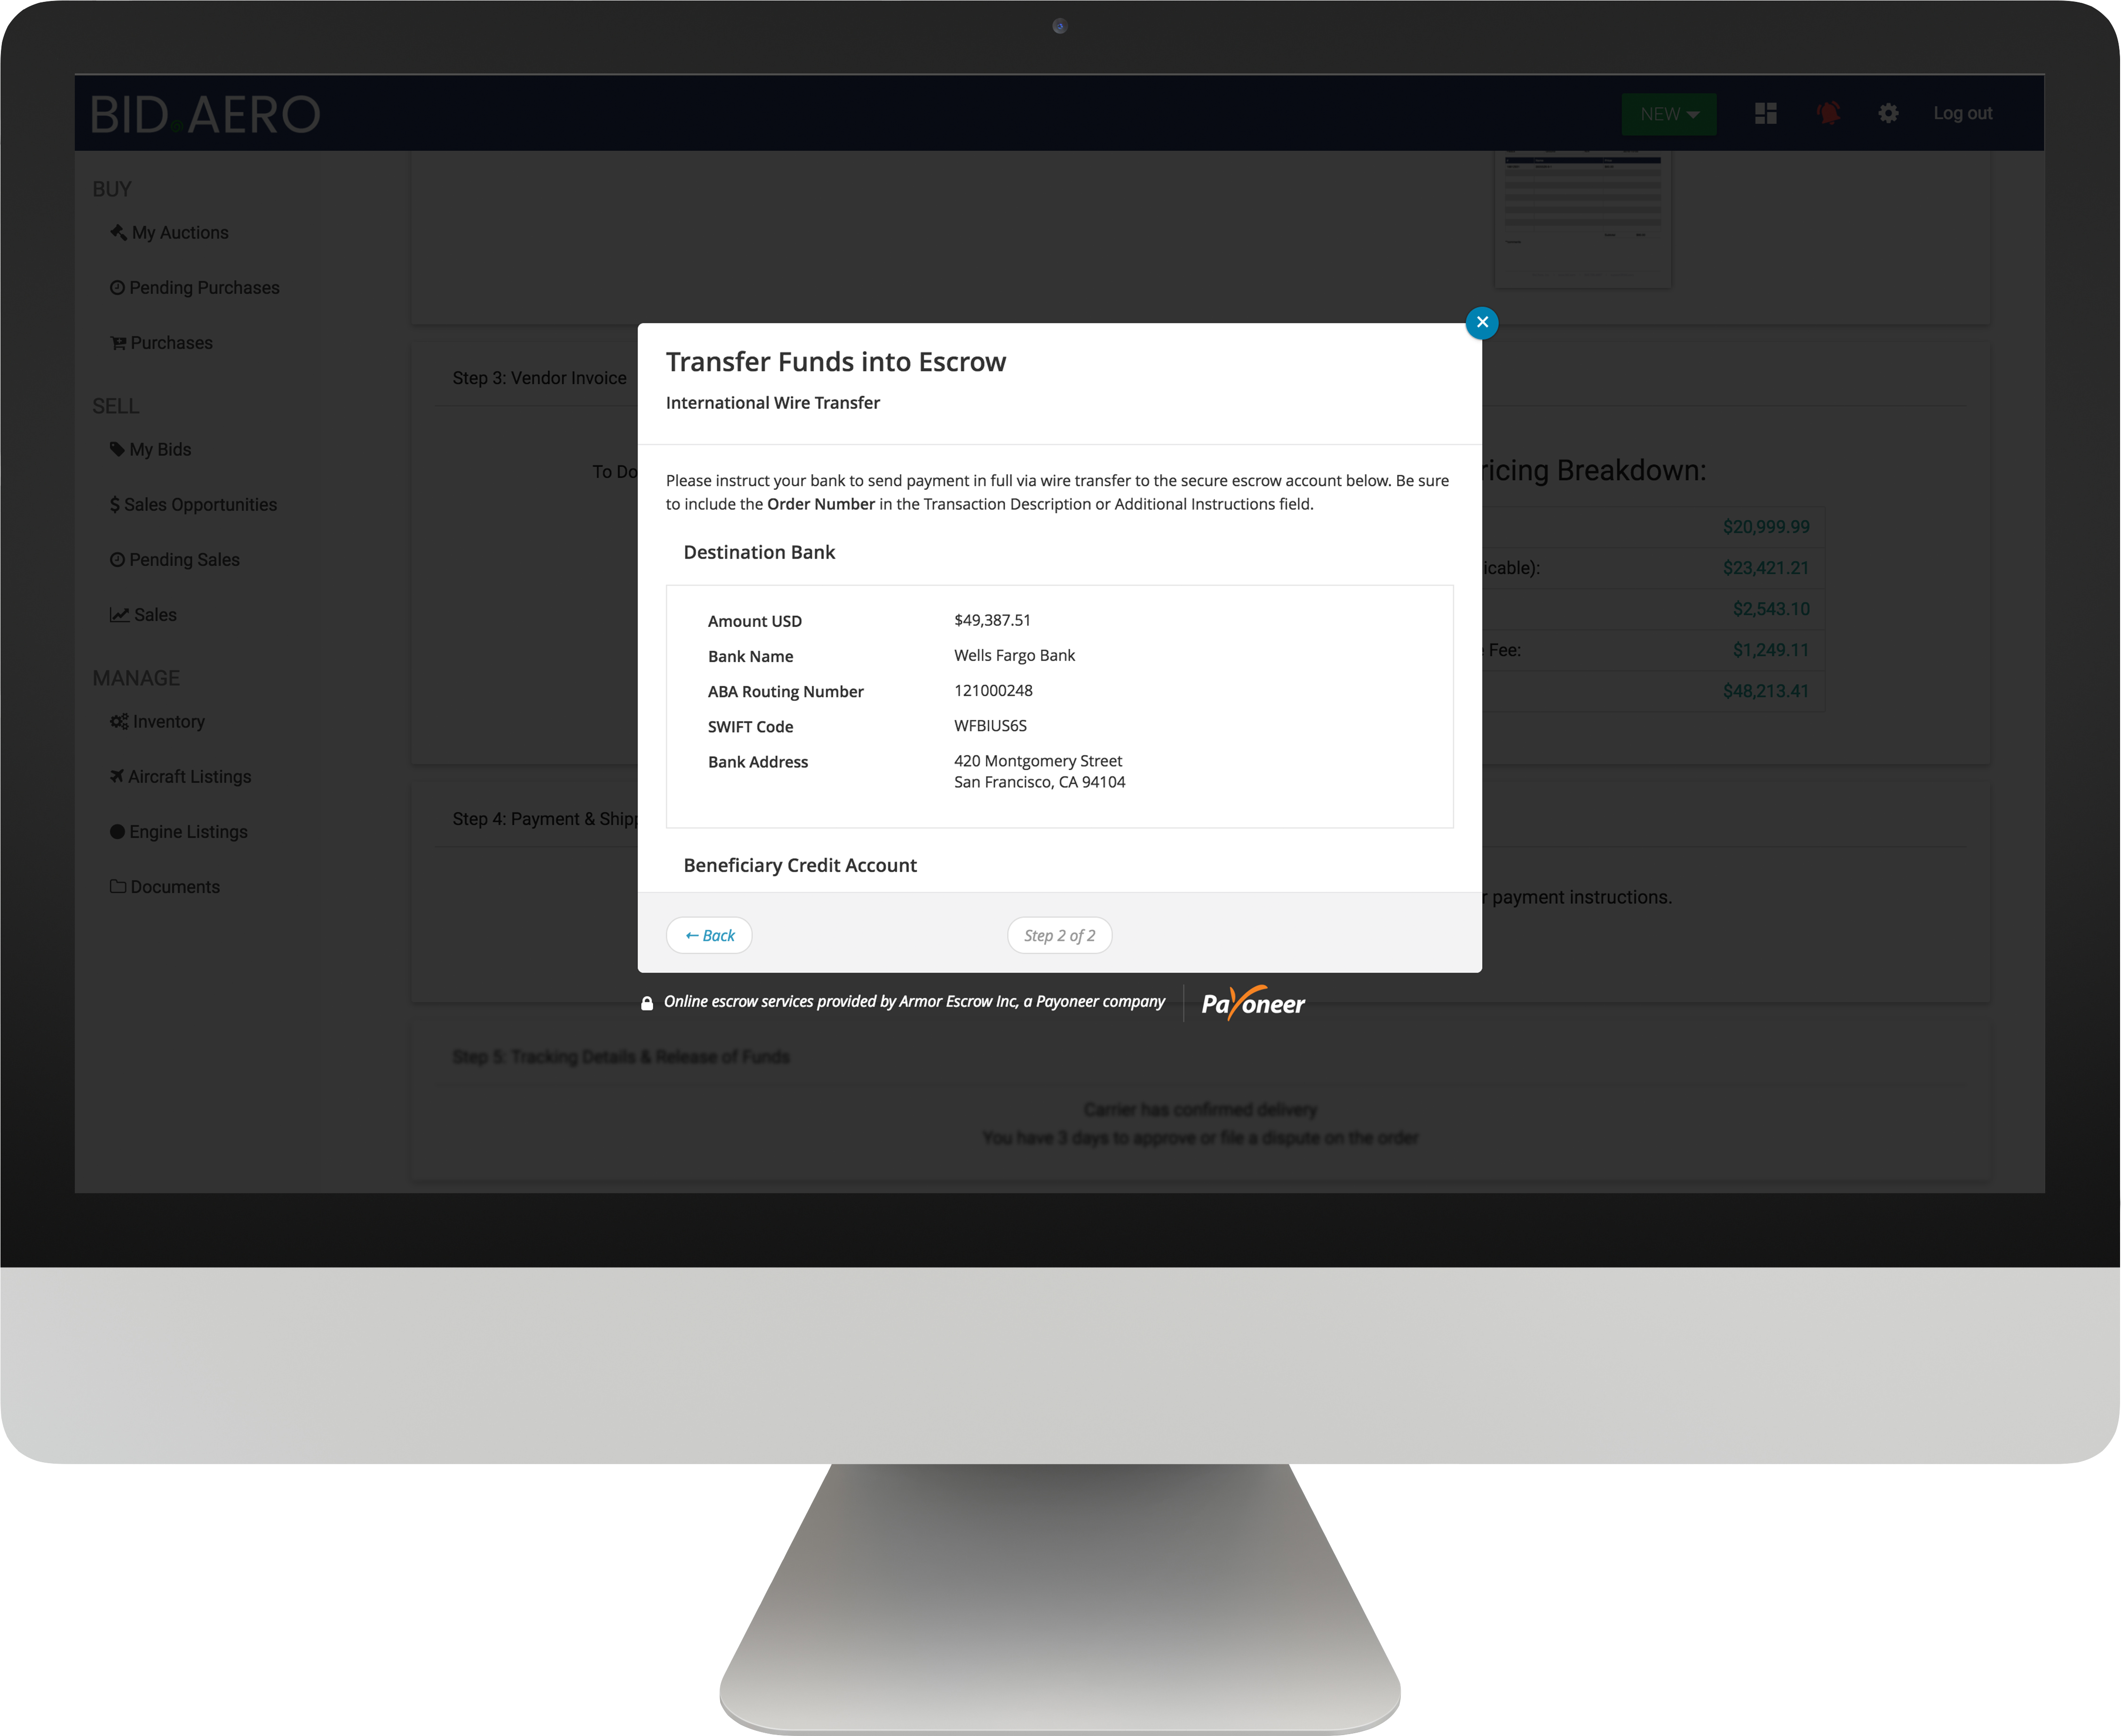 BID.AERO
NEW
Log out
BUY
My Auctions
Pending Purchases
Purchases
SELL
My Bids
$ Sales Opportunities
Pending Sales
Sales
MANAGE
Inventory
Aircraft Listings
Engine Listings
Documents
Step 3: Vendor Invoice
To Do
ricing Breakdown:
$20,999.99
icable):
$23,421.21
$2,543.10
Fee:
$1,249.11
$48,213.41
Step 4: Payment & Ship
payment instructions.
Transfer Funds into Escrow
International Wire Transfer
Please instruct your bank to send payment in full via wire transfer to the secure escrow account below. Be sure
to include the Order Number in the Transaction Description or Additional Instructions field.
Destination Bank
Amount USD $49,387.51
Bank Name Wells Fargo Bank
ABA Routing Number 121000248
SWIFT Code WFBIUS6S
Bank Address 420 Montgomery Street
San Francisco, CA 94104
Beneficiary Credit Account
← Back
Step 2 of 2
Online escrow services provided by Armor Escrow Inc, a Payoneer company
Payoneer
Step 5: Tracking Details & Release of Funds
Carrier has confirmed delivery
You have 3 days to approve or file a dispute on the order